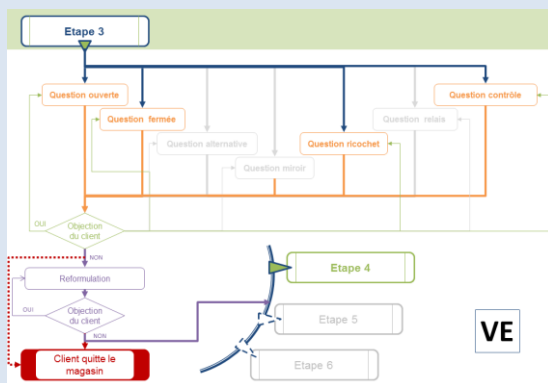 Etape 3
Question ouverte
Question contrôle
Question fermée
Question relais
Question alternative
Question ricochet
Question miroir
OUI
Objection
du client
NON
Reformulation
Etape 4
OUI
Objection
du client
NON
Etape 5
VE
Client quitte le
magasin
Etape 6